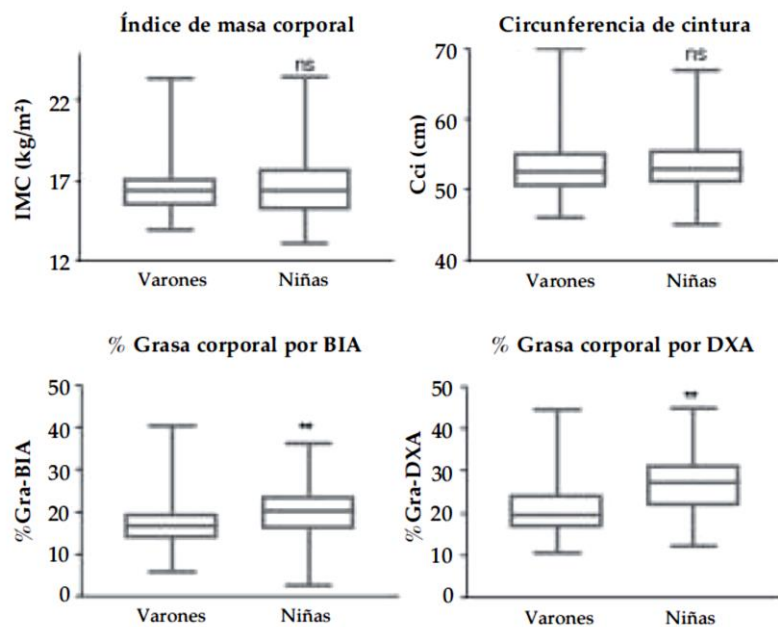 Índice de masa corporal
IMC (kg/m²)
22
17
12
ns
Varones
Niñas
Circunferencia de cintura
Cci (cm)
70
60
50
40
ns
Varones
Niñas
% Grasa corporal por BIA
%Gra-BIA
50
40
30
20
10
0
**
Varones
Niñas
% Grasa corporal por DXA
%Gra-DXA
50
40
30
20
10
0
**
Varones
Niñas